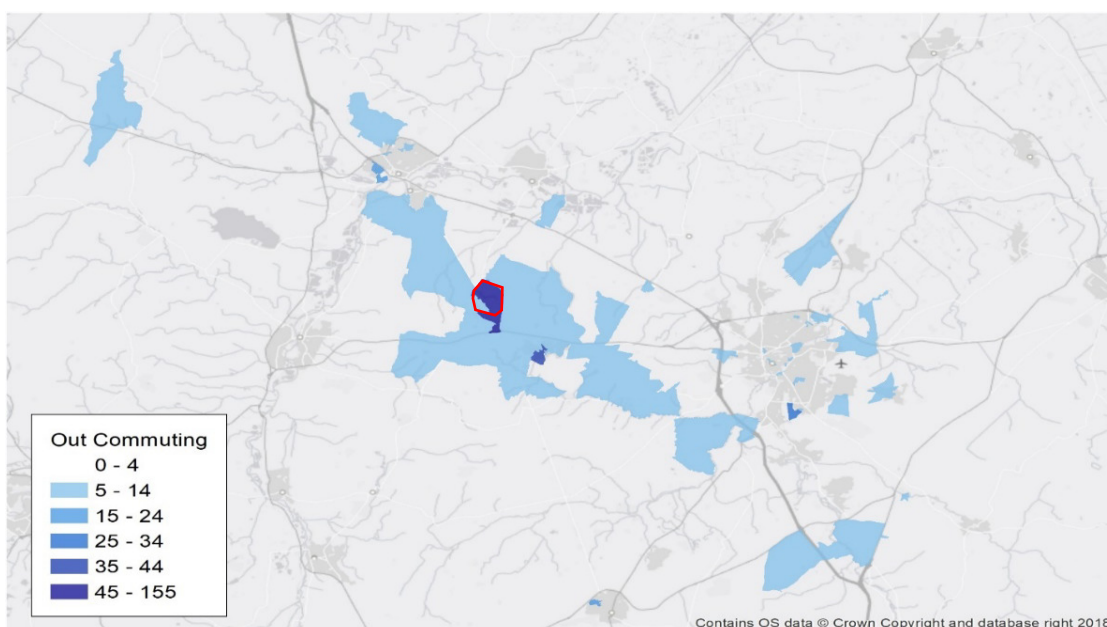 Out Commuting
0 - 4
5 - 14
15 - 24
25 - 34
35 - 44
45 - 155
Contains OS data © Crown Copyright and database right 2018